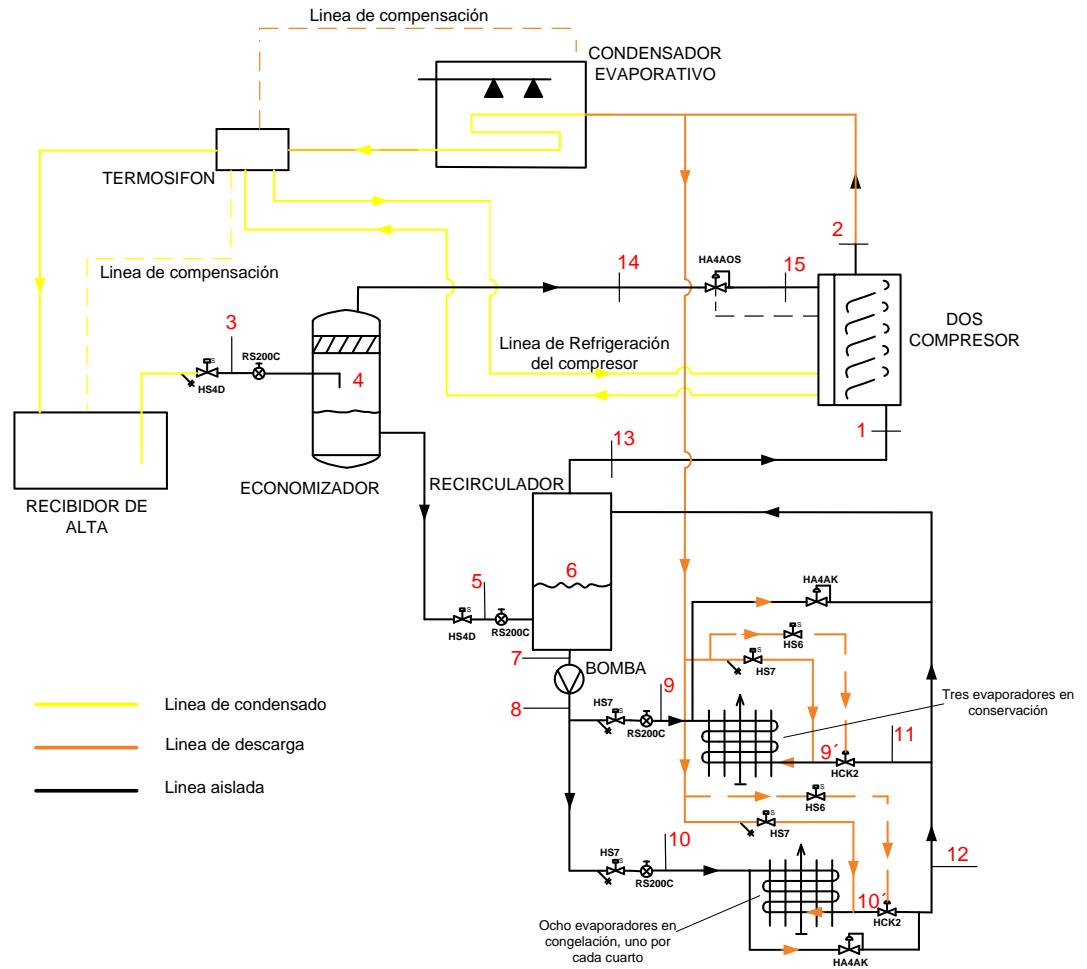 Linea de compensación
CONDENSADOR
EVAPORATIVO
TERMOSIFON
Linea de compensación
2
14
HA4AOS
15
DOS
COMPRESOR
3
S
HS4D
RS200C
4
Linea de Refrigeración
del compresor
1
13
RECIBIDOR DE
ALTA
ECONOMIZADOR
RECIRCULADOR
5
S
HS4D
RS200C
6
HA4AK
S
HS6
S
HS7
7
BOMBA
8
S
HS7
9
RS200C
Tres evaporadores en
conservación
9´
HCK2
11
Linea de condensado
Linea de descarga
Linea aislada
S
HS6
S
HS7
S
HS7
10
RS200C
12
10´
HCK2
Ocho evaporadores en
congelación, uno por
cada cuarto
HA4AK